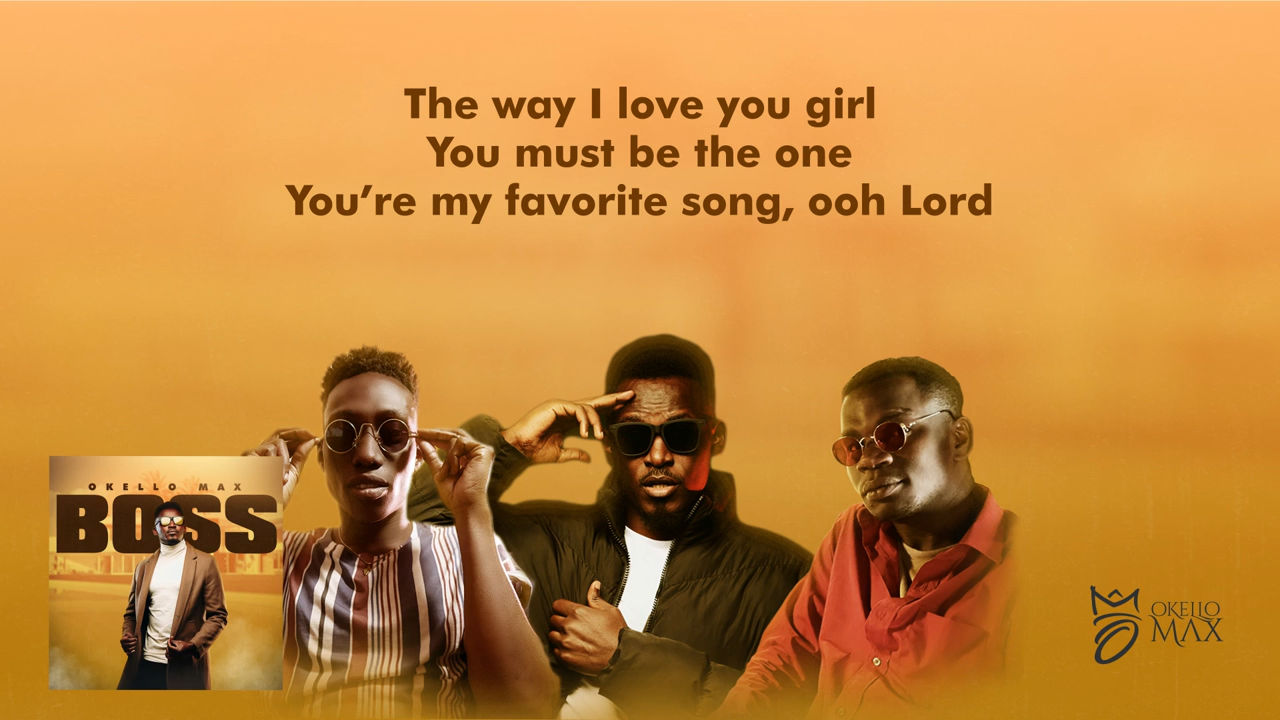 The way I love you girl
You must be the one
You're my favorite song, ooh Lord
OKELLO MAX
BOSS
OKELLO
MAX